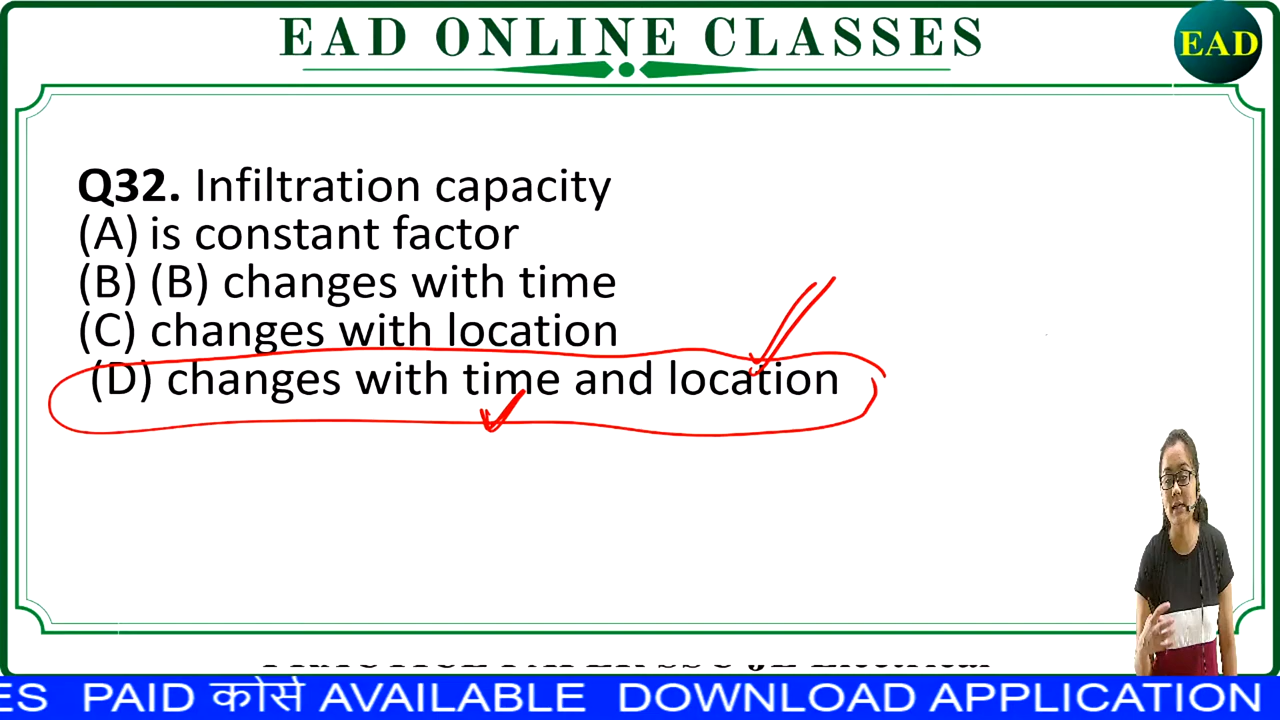 EAD ONLINE CLASSES
EAD
Q32. Infiltration capacity
(A) is constant factor
(B) (B) changes with time
(C) changes with location
(D) changes with time and location
ES PAID कोर्स AVAILABLE DOWNLOAD APPLICATION